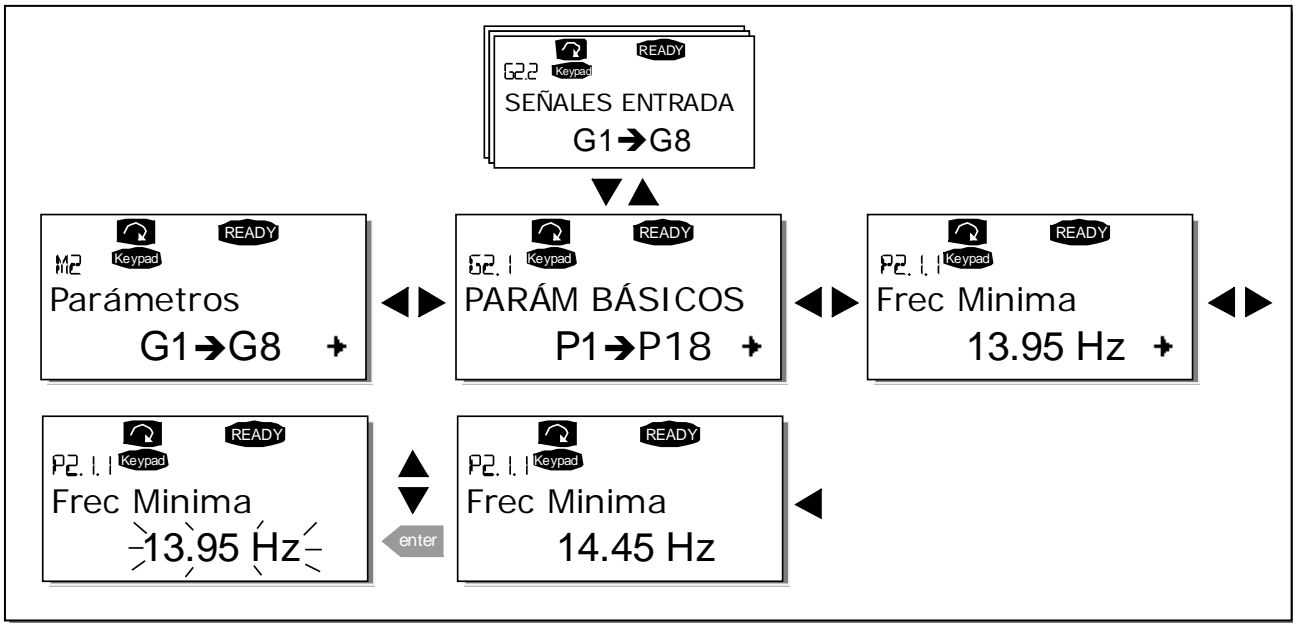 READY
G2.2 Keypad
SEÑALES ENTRADA
G1➔G8
READY
M2 Keypad
Parámetros
G1➔G8
READY
G2.1 Keypad
PARÁM BÁSICOS
P1➔P18
READY
P2.1.1 Keypad
Frec Minima
13.95 Hz
READY
P2.1.1 Keypad
Frec Minima
13.95 Hz
enter
READY
P2.1.1 Keypad
Frec Minima
14.45 Hz